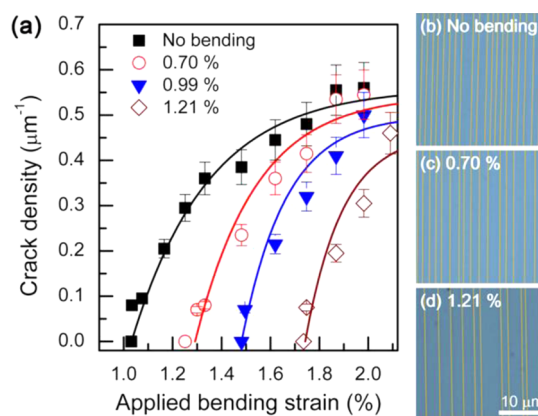 (a)
No bending
0.70 %
0.99 %
1.21 %
Crack density (μm⁻¹)
0.7
0.6
0.5
0.4
0.3
0.2
0.1
0.0
1.0 1.2 1.4 1.6 1.8 2.0
Applied bending strain (%)
(b) No bending
(c) 0.70 %
(d) 1.21 %
10 μm